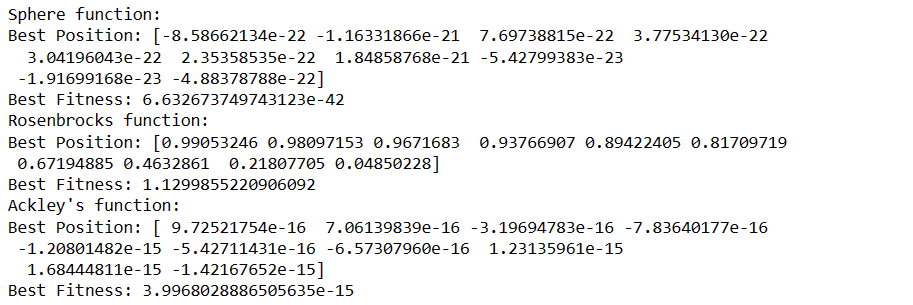 Sphere function:
Best Position: [-8.58662134e-22 -1.16331866e-21  7.69738815e-22  3.77534130e-22
  3.04196043e-22  2.35358535e-22  1.84858768e-21 -5.42799383e-23
 -1.91699168e-23 -4.88378788e-22]
Best Fitness: 6.632673749743123e-42
Rosenbrocks function:
Best Position: [0.99053246 0.98097153 0.9671683  0.93766907 0.89422405 0.81709719
 0.67194885 0.4632861  0.21807705 0.04850228]
Best Fitness: 1.1299855220906092
Ackley's function:
Best Position: [ 9.72521754e-16  7.06139839e-16 -3.19694783e-16 -7.83640177e-16
 -1.20801482e-15 -5.42711431e-16 -6.57307960e-16  1.23135961e-15
  1.68444811e-15 -1.42167652e-15]
Best Fitness: 3.9968028886505635e-15